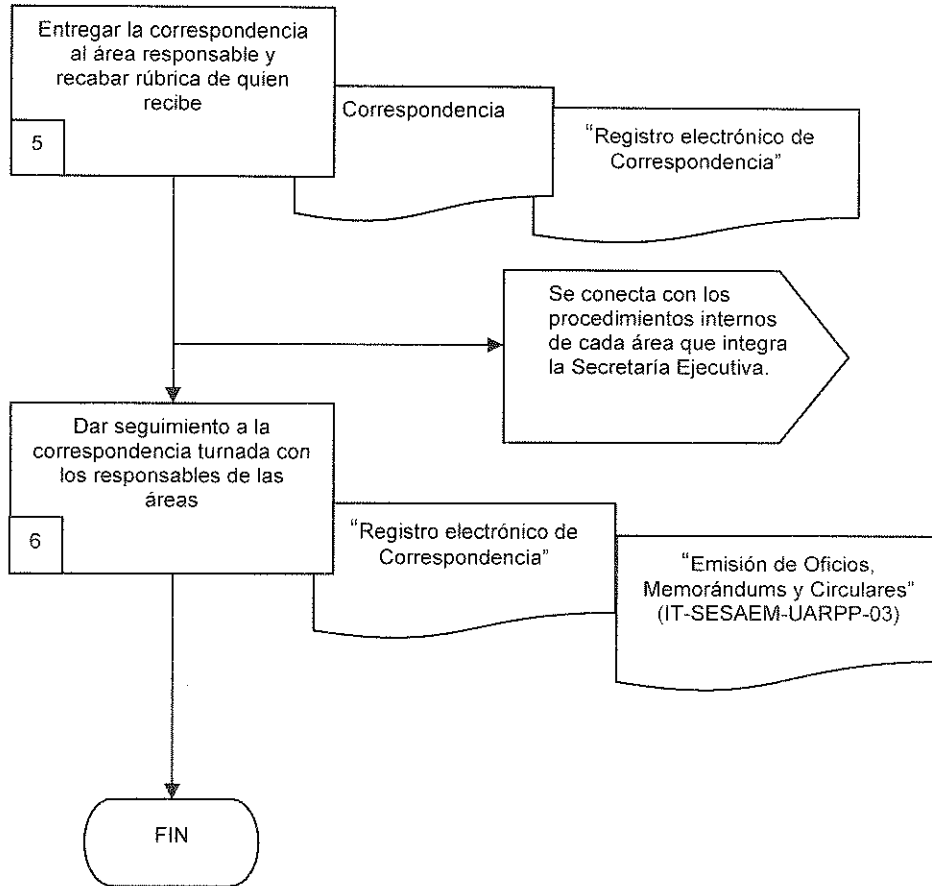 Entregar la correspondencia
al área responsable y
recabar rúbrica de quien
recibe
5
Correspondencia
“Registro electrónico de
Correspondencia”
Se conecta con los
procedimientos internos
de cada área que integra
la Secretaría Ejecutiva.
Dar seguimiento a la
correspondencia turnada con
los responsables de las
áreas
6
“Registro electrónico de
Correspondencia”
“Emisión de Oficios,
Memorándums y Circulares”
(IT-SESAEM-UARPP-03)
FIN